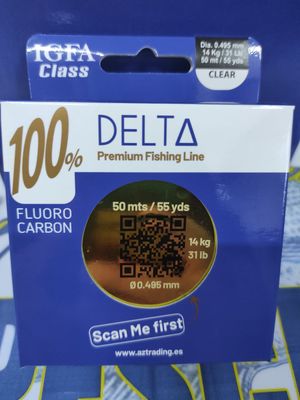 IGFA
Class
Dia. 0.495 mm
14 Kg / 31 Lb
50 mt / 55 yds
CLEAR
100%
DELTA
Premium Fishing Line
FLUORO
CARBON
50 mts / 55 yds
14 kg
31 lb
Ø 0.495 mm
Scan Me first
www.aztrading.es